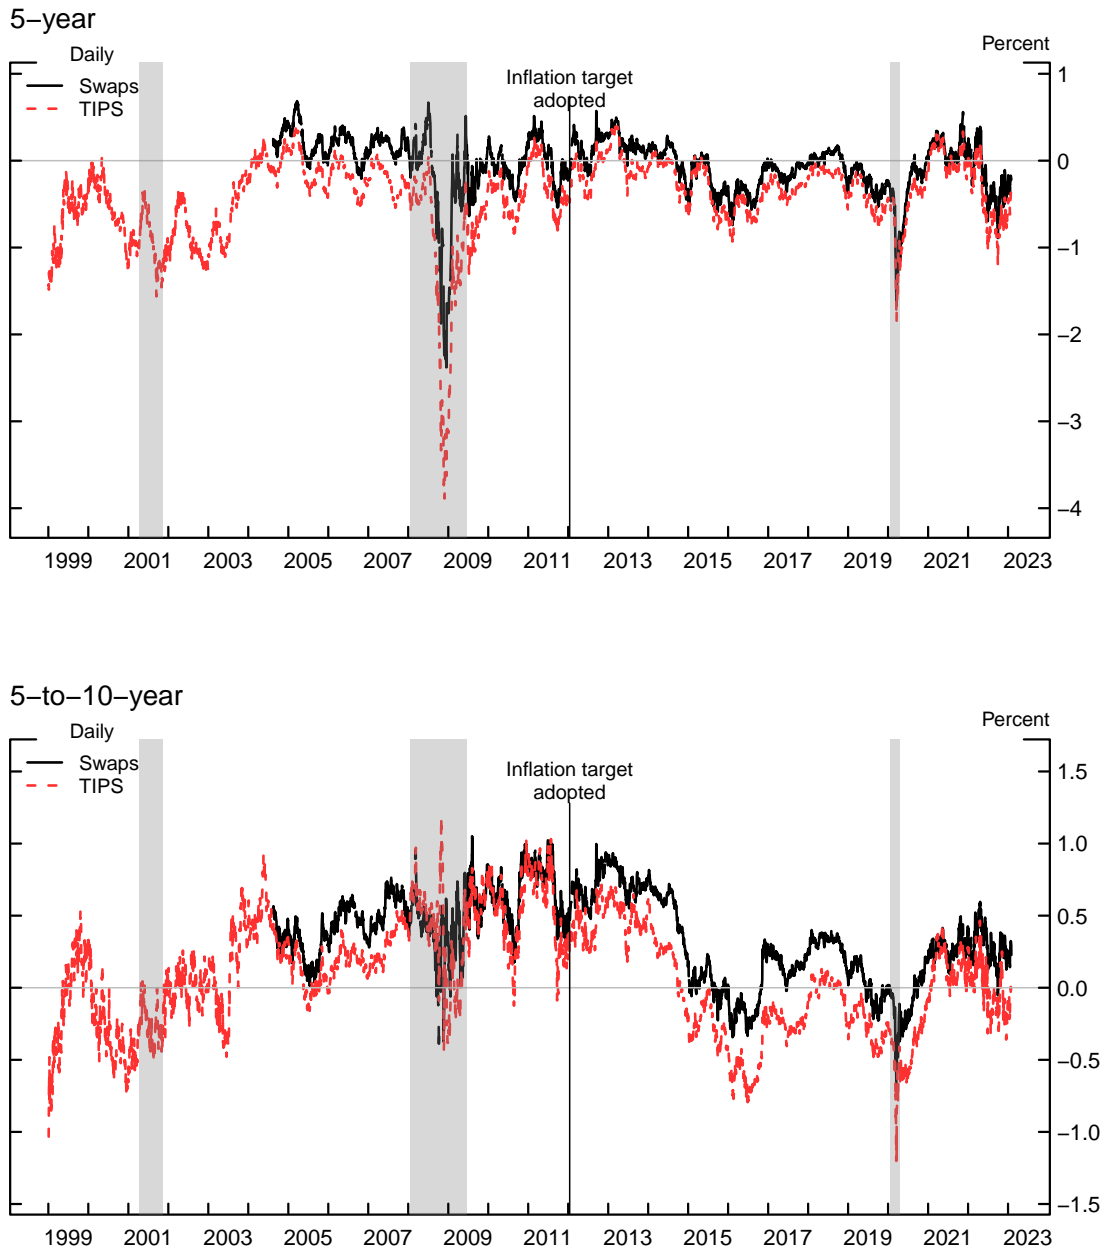 5−year
Daily
Percent
Swaps
TIPS
Inflation target
adopted
1
0
−1
−2
−3
−4
1999 2001 2003 2005 2007 2009 2011 2013 2015 2017 2019 2021 2023
5−to−10−year
Daily
Percent
Swaps
TIPS
Inflation target
adopted
1.5
1.0
0.5
0.0
−0.5
−1.0
−1.5
1999 2001 2003 2005 2007 2009 2011 2013 2015 2017 2019 2021 2023